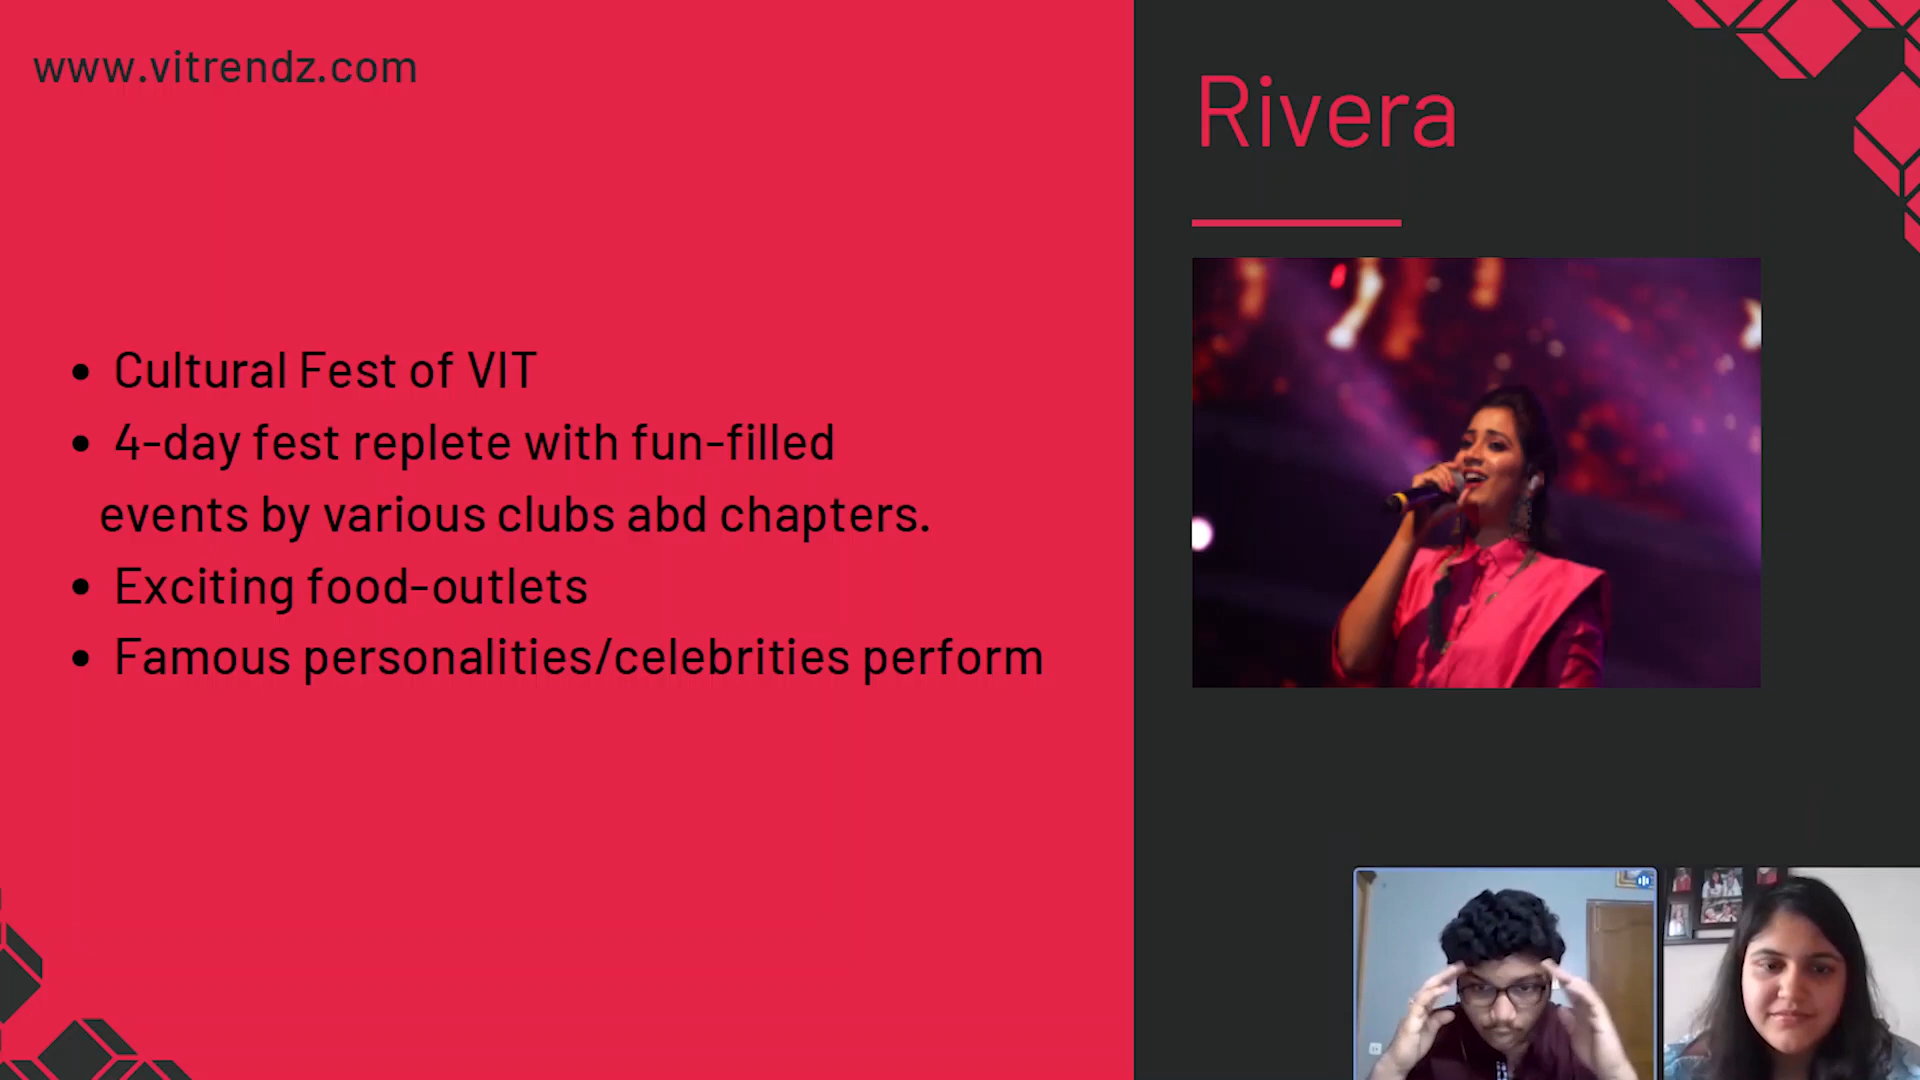 www.vitrendz.com
Rivera
• Cultural Fest of VIT
• 4-day fest replete with fun-filled
events by various clubs abd chapters.
• Exciting food-outlets
• Famous personalities/celebrities perform